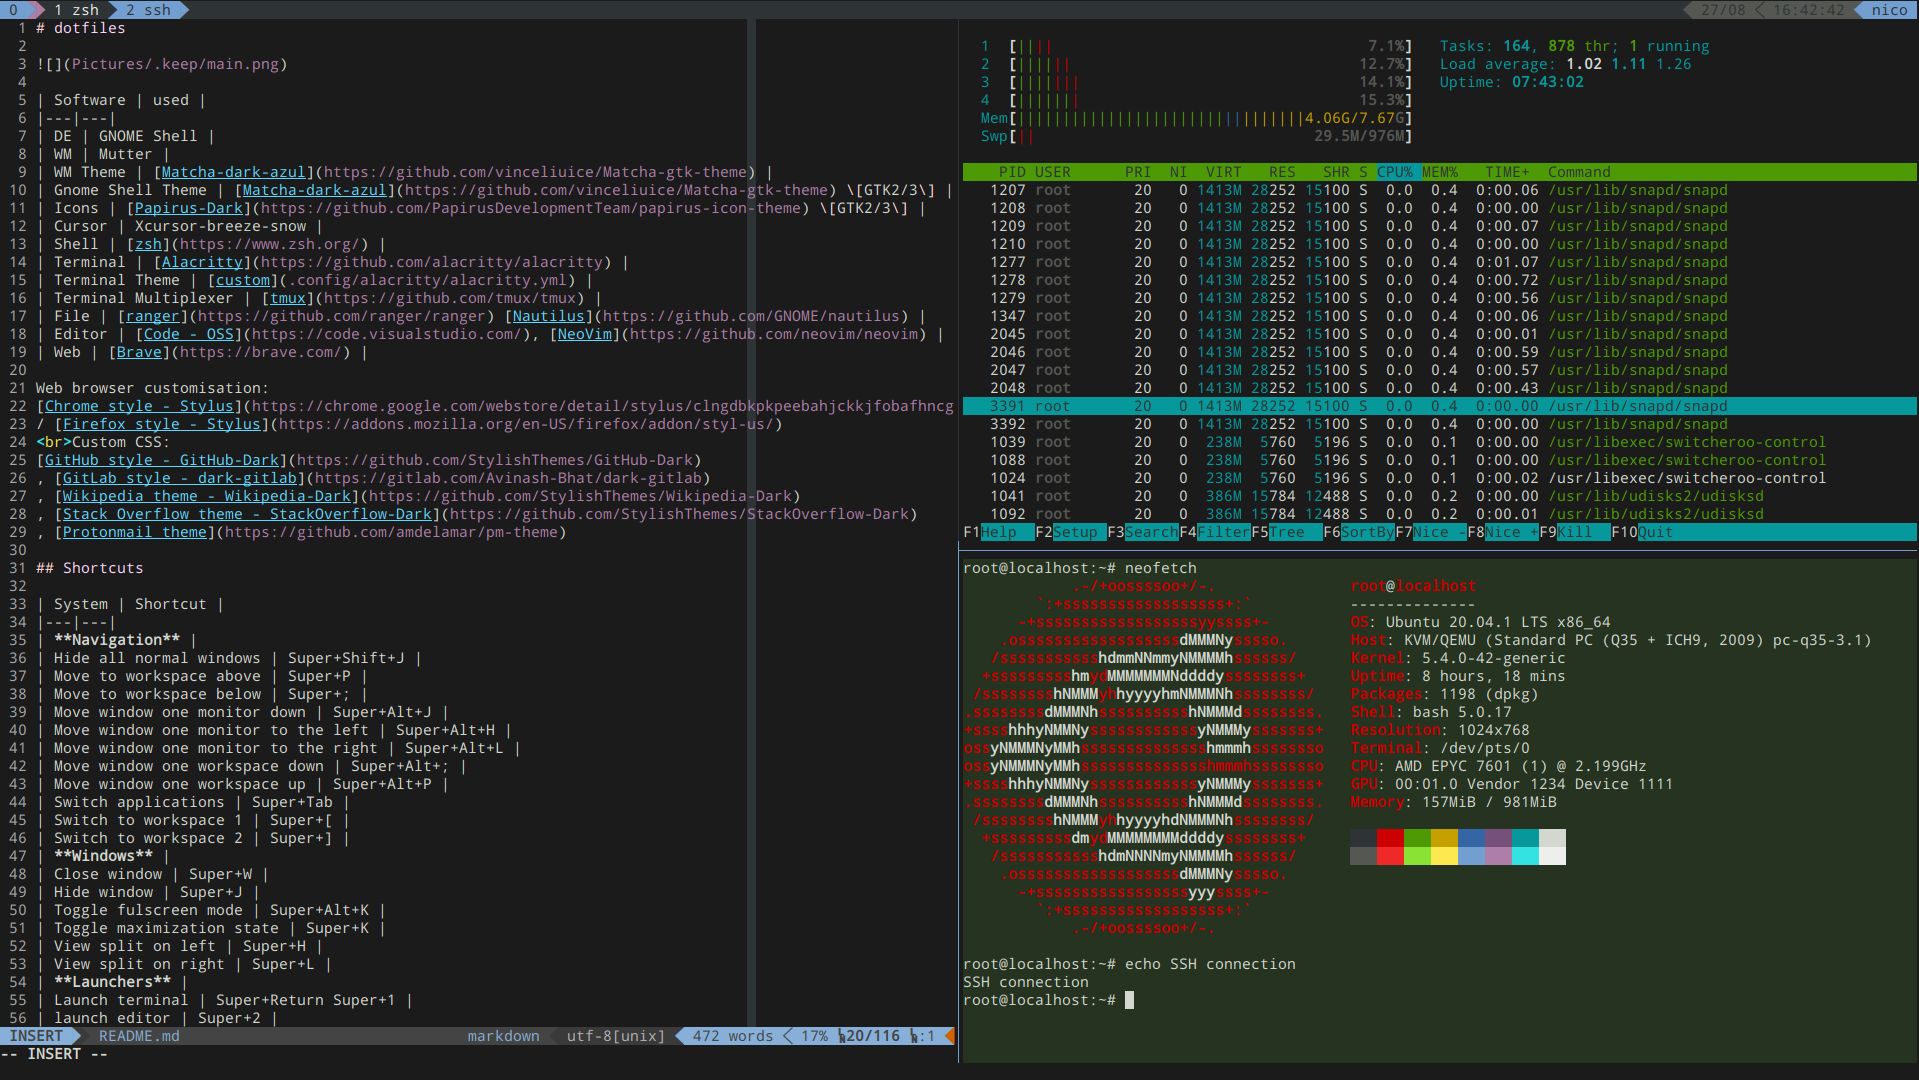 0 1 zsh 2 ssh 27/08 16:42:42 nico
1 # dotfiles
2
3 ![](Pictures/.keep/main.png)
4
5 | Software | used |
6 |---|---|
7 | DE | GNOME Shell |
8 | WM | Mutter |
9 | WM Theme | [Matcha-dark-azul](https://github.com/vinceliuice/Matcha-gtk-theme) |
10 | Gnome Shell Theme | [Matcha-dark-azul](https://github.com/vinceliuice/Matcha-gtk-theme) \[GTK2/3\] |
11 | Icons | [Papirus-Dark](https://github.com/PapirusDevelopmentTeam/papirus-icon-theme) \[GTK2/3\] |
12 | Cursor | Xcursor-breeze-snow |
13 | Shell | [zsh](https://www.zsh.org/) |
14 | Terminal | [Alacritty](https://github.com/alacritty/alacritty) |
15 | Terminal Theme | [custom](.config/alacritty/alacritty.yml) |
16 | Terminal Multiplexer | [tmux](https://github.com/tmux/tmux) |
17 | File | [ranger](https://github.com/ranger/ranger) [Nautilus](https://github.com/GNOME/nautilus) |
18 | Editor | [Code - OSS](https://code.visualstudio.com/), [NeoVim](https://github.com/neovim/neovim) |
19 | Web | [Brave](https://brave.com/) |
20
21 Web browser customisation:
22 [Chrome style - Stylus](https://chrome.google.com/webstore/detail/stylus/clngdbkpkpeebahjckkjfobafhncg
23 / [Firefox style - Stylus](https://addons.mozilla.org/en-US/firefox/addon/styl-us/)
24 <br>Custom CSS:
25 [GitHub style - GitHub-Dark](https://github.com/StylishThemes/GitHub-Dark)
26 , [GitLab style - dark-gitlab](https://gitlab.com/Avinash-Bhat/dark-gitlab)
27 , [Wikipedia theme - Wikipedia-Dark](https://github.com/StylishThemes/Wikipedia-Dark)
28 , [Stack Overflow theme - StackOverflow-Dark](https://github.com/StylishThemes/StackOverflow-Dark)
29 , [Protonmail theme](https://github.com/amdelamar/pm-theme)
30
31 ## Shortcuts
32
33 | System | Shortcut |
34 |---|---|
35 | **Navigation** |
36 | Hide all normal windows | Super+Shift+J |
37 | Move to workspace above | Super+P |
38 | Move to workspace below | Super+; |
39 | Move window one monitor down | Super+Alt+J |
40 | Move window one monitor to the left | Super+Alt+H |
41 | Move window one monitor to the right | Super+Alt+L |
42 | Move window one workspace down | Super+Alt+; |
43 | Move window one workspace up | Super+Alt+P |
44 | Switch applications | Super+Tab |
45 | Switch to workspace 1 | Super+[ |
46 | Switch to workspace 2 | Super+] |
47 | **Windows** |
48 | Close window | Super+W |
49 | Hide window | Super+J |
50 | Toggle fulscreen mode | Super+Alt+K |
51 | Toggle maximization state | Super+K |
52 | View split on left | Super+H |
53 | View split on right | Super+L |
54 | **Launchers** |
55 | Launch terminal | Super+Return Super+1 |
56 | launch editor | Super+2 |
INSERT README.md markdown utf-8[unix] 472 words 17% 20/116 :1
-- INSERT --
1 [|||| 7.1%] Tasks: 164, 878 thr; 1 running
2 [|||||| 12.7%] Load average: 1.02 1.11 1.26
3 [||||||| 14.1%] Uptime: 07:43:02
4 [||||||| 15.3%]
Mem[||||||||||||||||||||||||||||||||4.06G/7.67G]
Swp[|| 29.5M/976M]
PID USER PRI NI VIRT RES SHR S CPU% MEM% TIME+ Command
1207 root 20 0 1413M 28252 15100 S 0.0 0.4 0:00.06 /usr/lib/snapd/snapd
1208 root 20 0 1413M 28252 15100 S 0.0 0.4 0:00.00 /usr/lib/snapd/snapd
1209 root 20 0 1413M 28252 15100 S 0.0 0.4 0:00.07 /usr/lib/snapd/snapd
1210 root 20 0 1413M 28252 15100 S 0.0 0.4 0:00.00 /usr/lib/snapd/snapd
1277 root 20 0 1413M 28252 15100 S 0.0 0.4 0:01.07 /usr/lib/snapd/snapd
1278 root 20 0 1413M 28252 15100 S 0.0 0.4 0:00.72 /usr/lib/snapd/snapd
1279 root 20 0 1413M 28252 15100 S 0.0 0.4 0:00.56 /usr/lib/snapd/snapd
1347 root 20 0 1413M 28252 15100 S 0.0 0.4 0:00.06 /usr/lib/snapd/snapd
2045 root 20 0 1413M 28252 15100 S 0.0 0.4 0:00.01 /usr/lib/snapd/snapd
2046 root 20 0 1413M 28252 15100 S 0.0 0.4 0:00.59 /usr/lib/snapd/snapd
2047 root 20 0 1413M 28252 15100 S 0.0 0.4 0:00.57 /usr/lib/snapd/snapd
2048 root 20 0 1413M 28252 15100 S 0.0 0.4 0:00.43 /usr/lib/snapd/snapd
3391 root 20 0 1413M 28252 15100 S 0.0 0.4 0:00.00 /usr/lib/snapd/snapd
3392 root 20 0 1413M 28252 15100 S 0.0 0.4 0:00.00 /usr/lib/snapd/snapd
1039 root 20 0 238M 5760 5196 S 0.0 0.1 0:00.00 /usr/libexec/switcheroo-control
1088 root 20 0 238M 5760 5196 S 0.0 0.1 0:00.00 /usr/libexec/switcheroo-control
1024 root 20 0 238M 5760 5196 S 0.0 0.1 0:00.02 /usr/libexec/switcheroo-control
1041 root 20 0 386M 15784 12488 S 0.0 0.2 0:00.00 /usr/lib/udisks2/udisksd
1092 root 20 0 386M 15784 12488 S 0.0 0.2 0:00.01 /usr/lib/udisks2/udisksd
F1Help F2Setup F3SearchF4FilterF5Tree F6SortByF7Nice -F8Nice +F9Kill F10Quit
root@localhost:~# neofetch
.-/+oossssoo+/-.
`:+ssssssssssssssssss+:`
-+ssssssssssssssssssyyssss+-
.ossssssssssssssssssdMMMNysssso.
/ssssssssssshdmmNNmmyNMMMMhssssss/
+ssssssssshmydMMMMMMMNddddyssssssss+
/sssssssshNMMMyhhyyyyhmNMMMNhssssssss/
.ssssssssdMMMNhsssssssssshNMMMdssssssss.
+sssshhhyNMMNyssssssssssssyNMMMysssssss+
ossyNMMMNyMMhsssssssssssssshmmmhssssssso
ossyNMMMNyMMhsssssssssssssshmmmhssssssso
+sssshhhyNMMNyssssssssssssyNMMMysssssss+
.ssssssssdMMMNhsssssssssshNMMMdssssssss.
/sssssssshNMMMyhhyyyyhdNMMMNhssssssss/
+sssssssssdmydMMMMMMMMddddyssssssss+
/ssssssssssshdmNNNNmyNMMMMhssssss/
.ossssssssssssssssssdMMMNysssso.
-+sssssssssssssssssyyyssss+-
`:+ssssssssssssssssss+:`
.-/+oossssoo+/-.
root@localhost
--------------
OS: Ubuntu 20.04.1 LTS x86_64
Host: KVM/QEMU (Standard PC (Q35 + ICH9, 2009) pc-q35-3.1)
Kernel: 5.4.0-42-generic
Uptime: 8 hours, 18 mins
Packages: 1198 (dpkg)
Shell: bash 5.0.17
Resolution: 1024x768
Terminal: /dev/pts/0
CPU: AMD EPYC 7601 (1) @ 2.199GHz
GPU: 00:01.0 Vendor 1234 Device 1111
Memory: 157MiB / 981MiB
root@localhost:~# echo SSH connection
SSH connection
root@localhost:~#